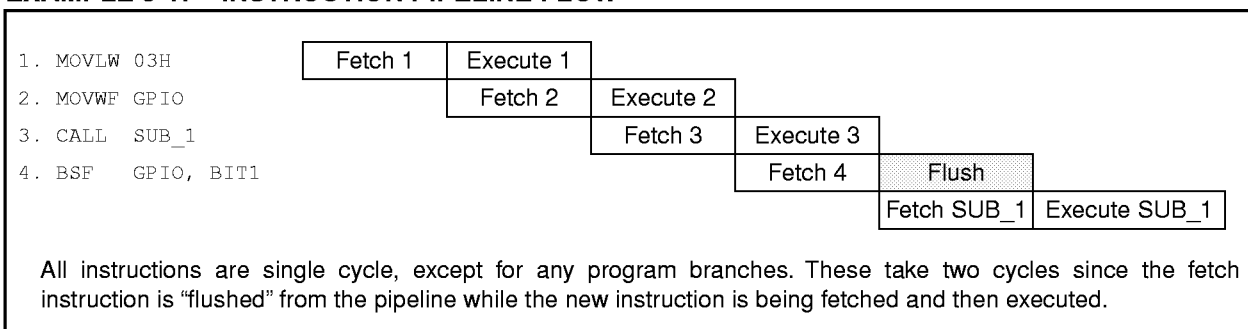 1. MOVLW 03H Fetch 1 Execute 1
2. MOVWF GPIO Fetch 2 Execute 2
3. CALL SUB_1 Fetch 3 Execute 3
4. BSF GPIO, BIT1 Fetch 4 Flush
Fetch SUB_1 Execute SUB_1
All instructions are single cycle, except for any program branches. These take two cycles since the fetch
instruction is “flushed” from the pipeline while the new instruction is being fetched and then executed.